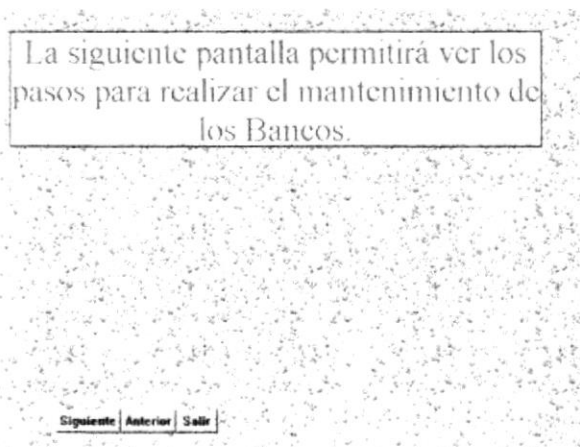 La siguiente pantalla permitirá ver los
pasos para realizar el mantenimiento de
los Bancos.
Siguiente Anterior Salir